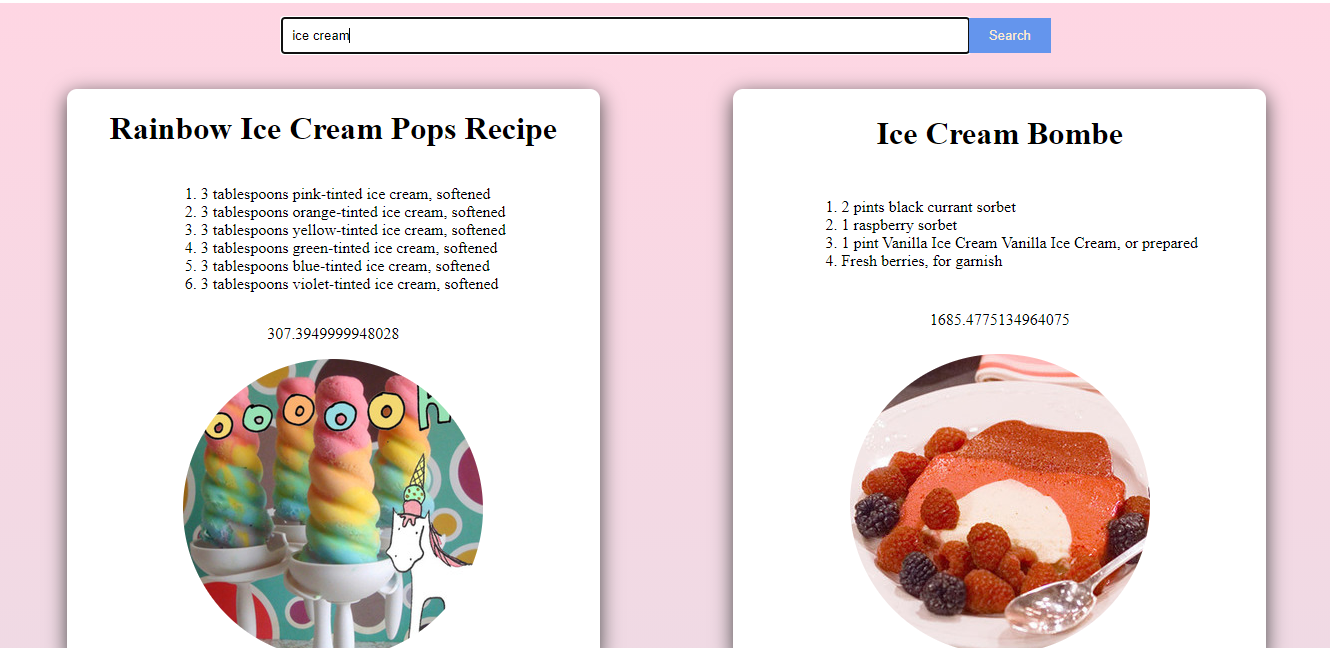 ice cream
Search
Rainbow Ice Cream Pops Recipe
1. 3 tablespoons pink-tinted ice cream, softened
2. 3 tablespoons orange-tinted ice cream, softened
3. 3 tablespoons yellow-tinted ice cream, softened
4. 3 tablespoons green-tinted ice cream, softened
5. 3 tablespoons blue-tinted ice cream, softened
6. 3 tablespoons violet-tinted ice cream, softened
307.3949999948028
OOOOOh
Ice Cream Bombe
1. 2 pints black currant sorbet
2. 1 raspberry sorbet
3. 1 pint Vanilla Ice Cream Vanilla Ice Cream, or prepared
4. Fresh berries, for garnish
1685.4775134964075